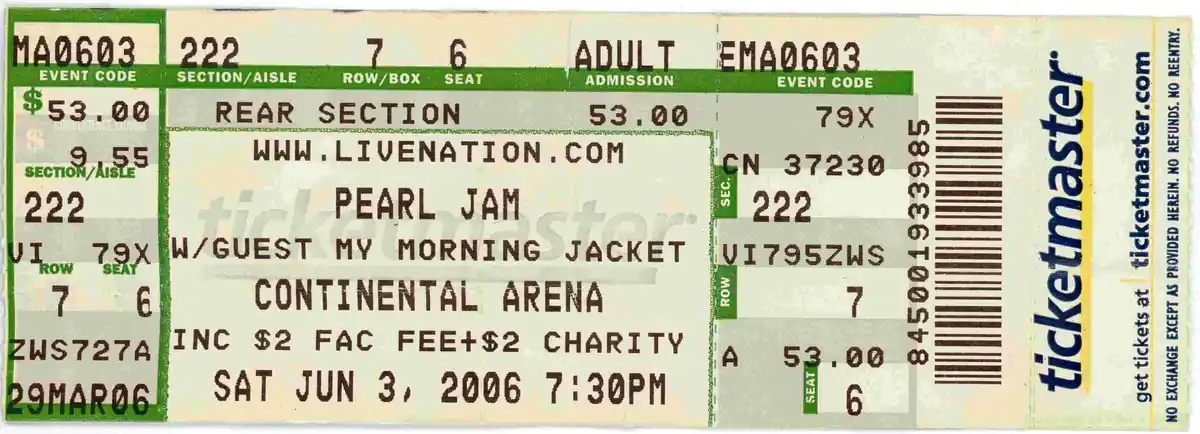 MA0603 222 7 6 ADULT EMA0603
EVENT CODE SECTION/AISLE ROW/BOX SEAT ADMISSION EVENT CODE
$ 53.00 REAR SECTION 53.00 79X
9.55 WWW.LIVENATION.COM CN 37230
SECTION/AISLE SEC.
222 PEARL JAM 222
VI 79X W/GUEST MY MORNING JACKET VI795ZWS
ROW SEAT ROW
7 6 CONTINENTAL ARENA 7
ZWS727A INC $2 FAC FEE+$2 CHARITY A 53.00
29MAR06 SAT JUN 3, 2006 7:30PM SEAT 6
ticketmaster
845001933985
ticketmaster
get tickets at ticketmaster.com
NO EXCHANGE EXCEPT AS PROVIDED HEREIN. NO REFUNDS. NO REENTRY.